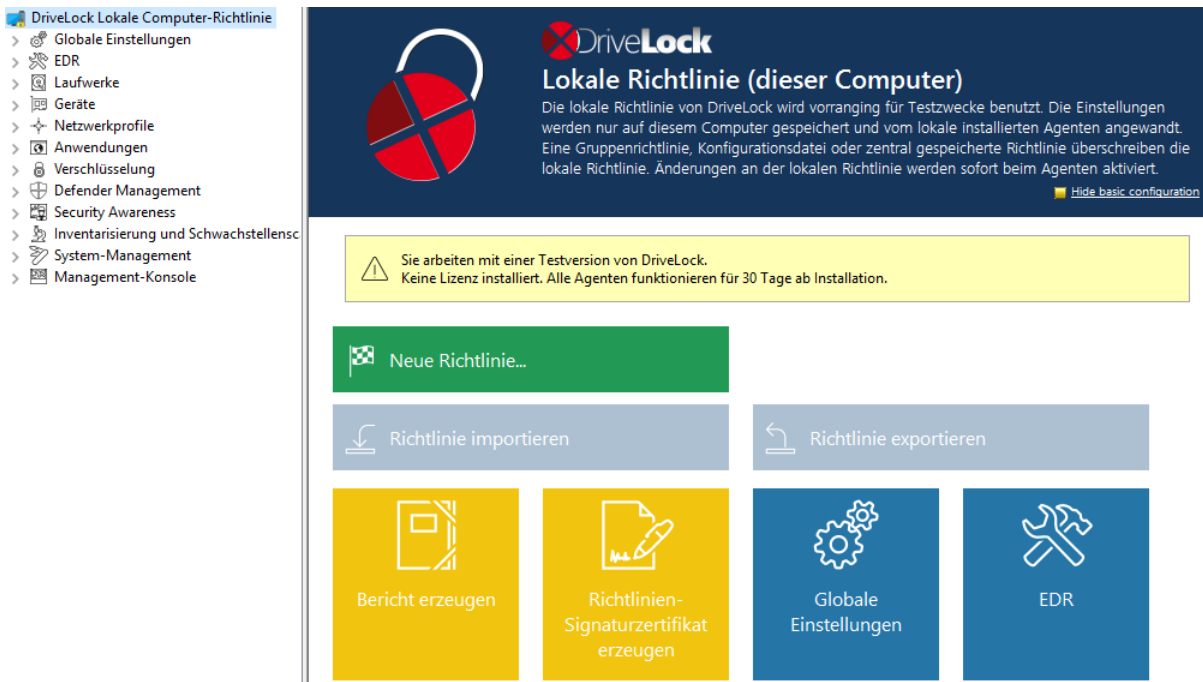 DriveLock Lokale Computer-Richtlinie
Globale Einstellungen
EDR
Laufwerke
Geräte
Netzwerkprofile
Anwendungen
Verschlüsselung
Defender Management
Security Awareness
Inventarisierung und Schwachstellensc
System-Management
Management-Konsole
DriveLock
Lokale Richtlinie (dieser Computer)
Die lokale Richtlinie von DriveLock wird vorranging für Testzwecke benutzt. Die Einstellungen
werden nur auf diesem Computer gespeichert und vom lokale installierten Agenten angewandt.
Eine Gruppenrichtlinie, Konfigurationsdatei oder zentral gespeicherte Richtlinie überschreiben die
lokale Richtlinie. Änderungen an der lokalen Richtlinie werden sofort beim Agenten aktiviert.
Hide basic configuration
Sie arbeiten mit einer Testversion von DriveLock.
Keine Lizenz installiert. Alle Agenten funktionieren für 30 Tage ab Installation.
Neue Richtlinie...
Richtlinie importieren
Richtlinie exportieren
Bericht erzeugen
Richtlinien-
Signaturzertifikat
erzeugen
Globale
Einstellungen
EDR